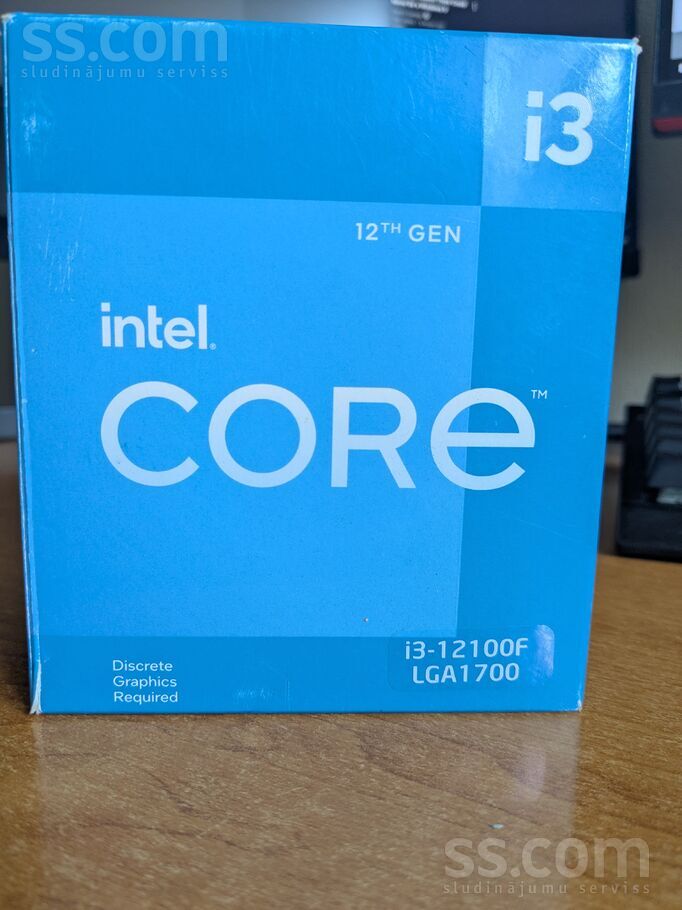 ss.com
sludinājumu serviss
i3
12TH GEN
intel.
CORe™
i3-12100F
LGA1700
Discrete
Graphics
Required
ss.com
sludinājumu serviss